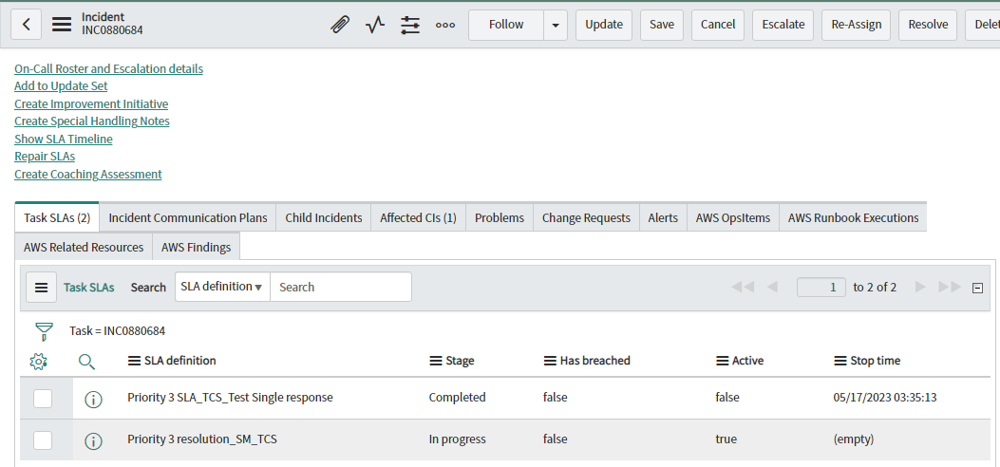 Incident
INC0880684
Follow
Update
Save
Cancel
Escalate
Re-Assign
Resolve
Delet
On-Call Roster and Escalation details
Add to Update Set
Create Improvement Initiative
Create Special Handling Notes
Show SLA Timeline
Repair SLAs
Create Coaching Assessment
Task SLAs (2) Incident Communication Plans Child Incidents Affected CIs (1) Problems Change Requests Alerts AWS OpsItems AWS Runbook Executions
AWS Related Resources AWS Findings
Task SLAs Search SLA definition Search 1 to 2 of 2
Task = INC0880684
SLA definition Stage Has breached Active Stop time
Priority 3 SLA_TCS_Test Single response Completed false false 05/17/2023 03:35:13
Priority 3 resolution_SM_TCS In progress false true (empty)